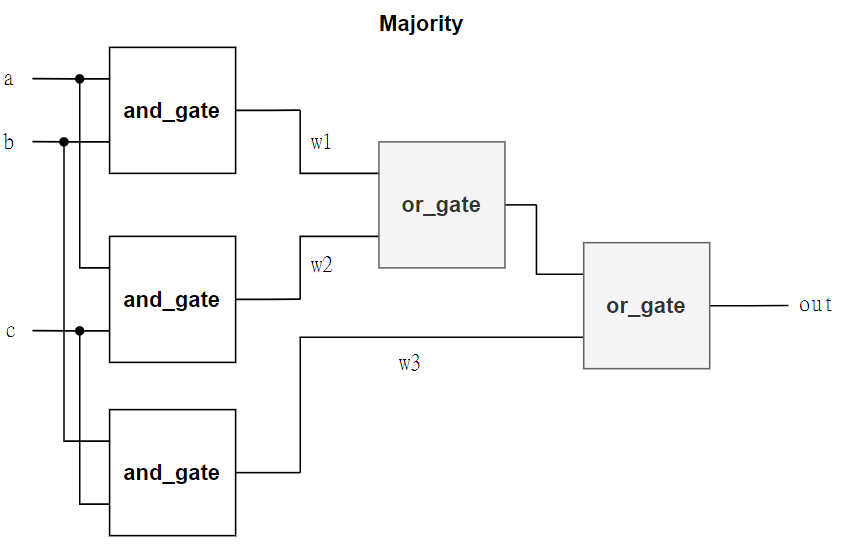 Majority
a
and_gate
b
w1
or_gate
w2
and_gate
c
or_gate
out
w3
and_gate